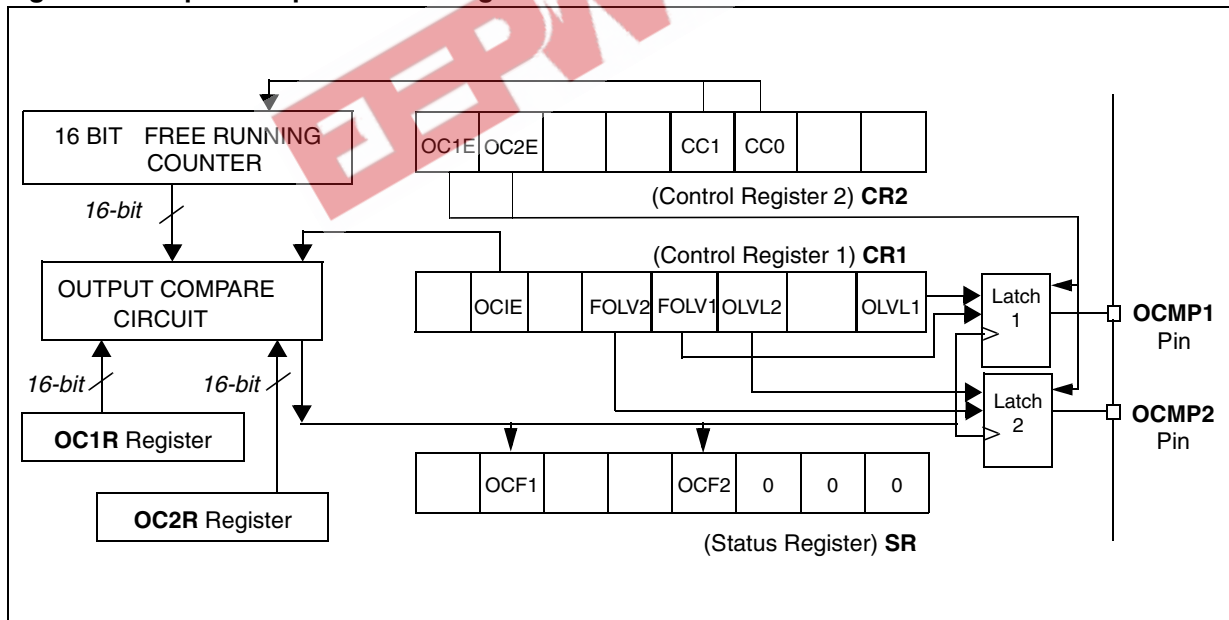 16 BIT FREE RUNNING
COUNTER
OC1E OC2E CC1 CC0
(Control Register 2) CR2
16-bit
(Control Register 1) CR1
OUTPUT COMPARE
CIRCUIT
OCIE FOLV2 FOLV1 OLVL2 OLVL1
Latch
1
OCMP1
Pin
16-bit 16-bit
Latch
2
OCMP2
Pin
OC1R Register
OCF1 OCF2 0 0 0
OC2R Register
(Status Register) SR